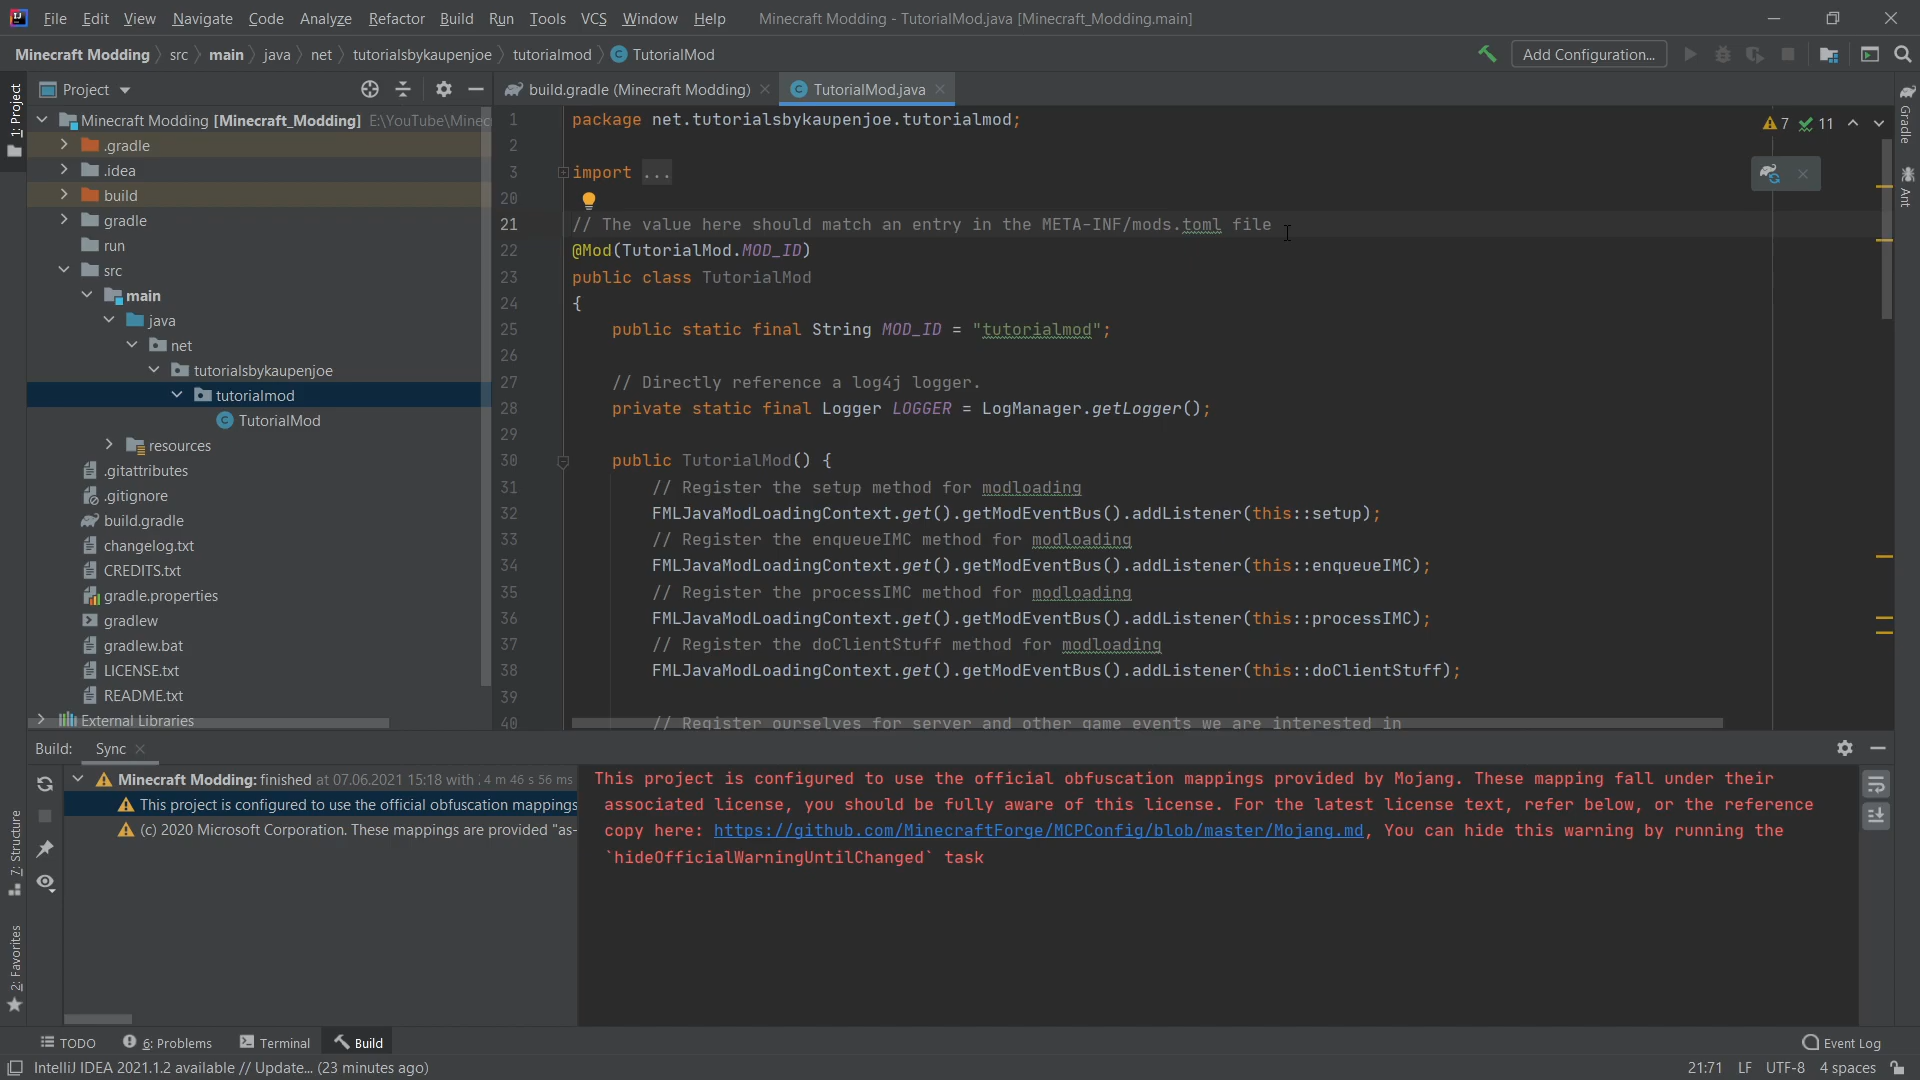 File Edit View Navigate Code Analyze Refactor Build Run Tools VCS Window Help Minecraft Modding - TutorialMod.java [Minecraft_Modding.main]
Minecraft Modding src main java net tutorialsbykaupenjoe tutorialmod TutorialMod Add Configuration...
1: Project
Project
build.gradle (Minecraft Modding)
TutorialMod.java
Gradle
Ant
Minecraft Modding [Minecraft_Modding] E:\YouTube\Minec
.gradle
.idea
build
gradle
run
src
main
java
net
tutorialsbykaupenjoe
tutorialmod
TutorialMod
resources
.gitattributes
.gitignore
build.gradle
changelog.txt
CREDITS.txt
gradle.properties
gradlew
gradlew.bat
LICENSE.txt
README.txt
External Libraries
7 11
1 package net.tutorialsbykaupenjoe.tutorialmod;
2
3 import ...
20
21 // The value here should match an entry in the META-INF/mods.toml file
22 @Mod(TutorialMod.MOD_ID)
23 public class TutorialMod
24 {
25 public static final String MOD_ID = "tutorialmod";
26
27 // Directly reference a log4j logger.
28 private static final Logger LOGGER = LogManager.getLogger();
29
30 public TutorialMod() {
31 // Register the setup method for modloading
32 FMLJavaModLoadingContext.get().getModEventBus().addListener(this::setup);
33 // Register the enqueueIMC method for modloading
34 FMLJavaModLoadingContext.get().getModEventBus().addListener(this::enqueueIMC);
35 // Register the processIMC method for modloading
36 FMLJavaModLoadingContext.get().getModEventBus().addListener(this::processIMC);
37 // Register the doClientStuff method for modloading
38 FMLJavaModLoadingContext.get().getModEventBus().addListener(this::doClientStuff);
39
40 // Register ourselves for server and other game events we are interested in
Build: Sync
Minecraft Modding: finished at 07.06.2021 15:18 with 4 m 46 s 56 ms
This project is configured to use the official obfuscation mappings
(c) 2020 Microsoft Corporation. These mappings are provided "as-
This project is configured to use the official obfuscation mappings provided by Mojang. These mapping fall under their
associated license, you should be fully aware of this license. For the latest license text, refer below, or the reference
copy here: https://github.com/MinecraftForge/MCPConfig/blob/master/Mojang.md, You can hide this warning by running the
`hideOfficialWarningUntilChanged` task
7: Structure
2: Favorites
TODO 6: Problems Terminal Build Event Log
IntelliJ IDEA 2021.1.2 available // Update... (23 minutes ago) 21:71 LF UTF-8 4 spaces